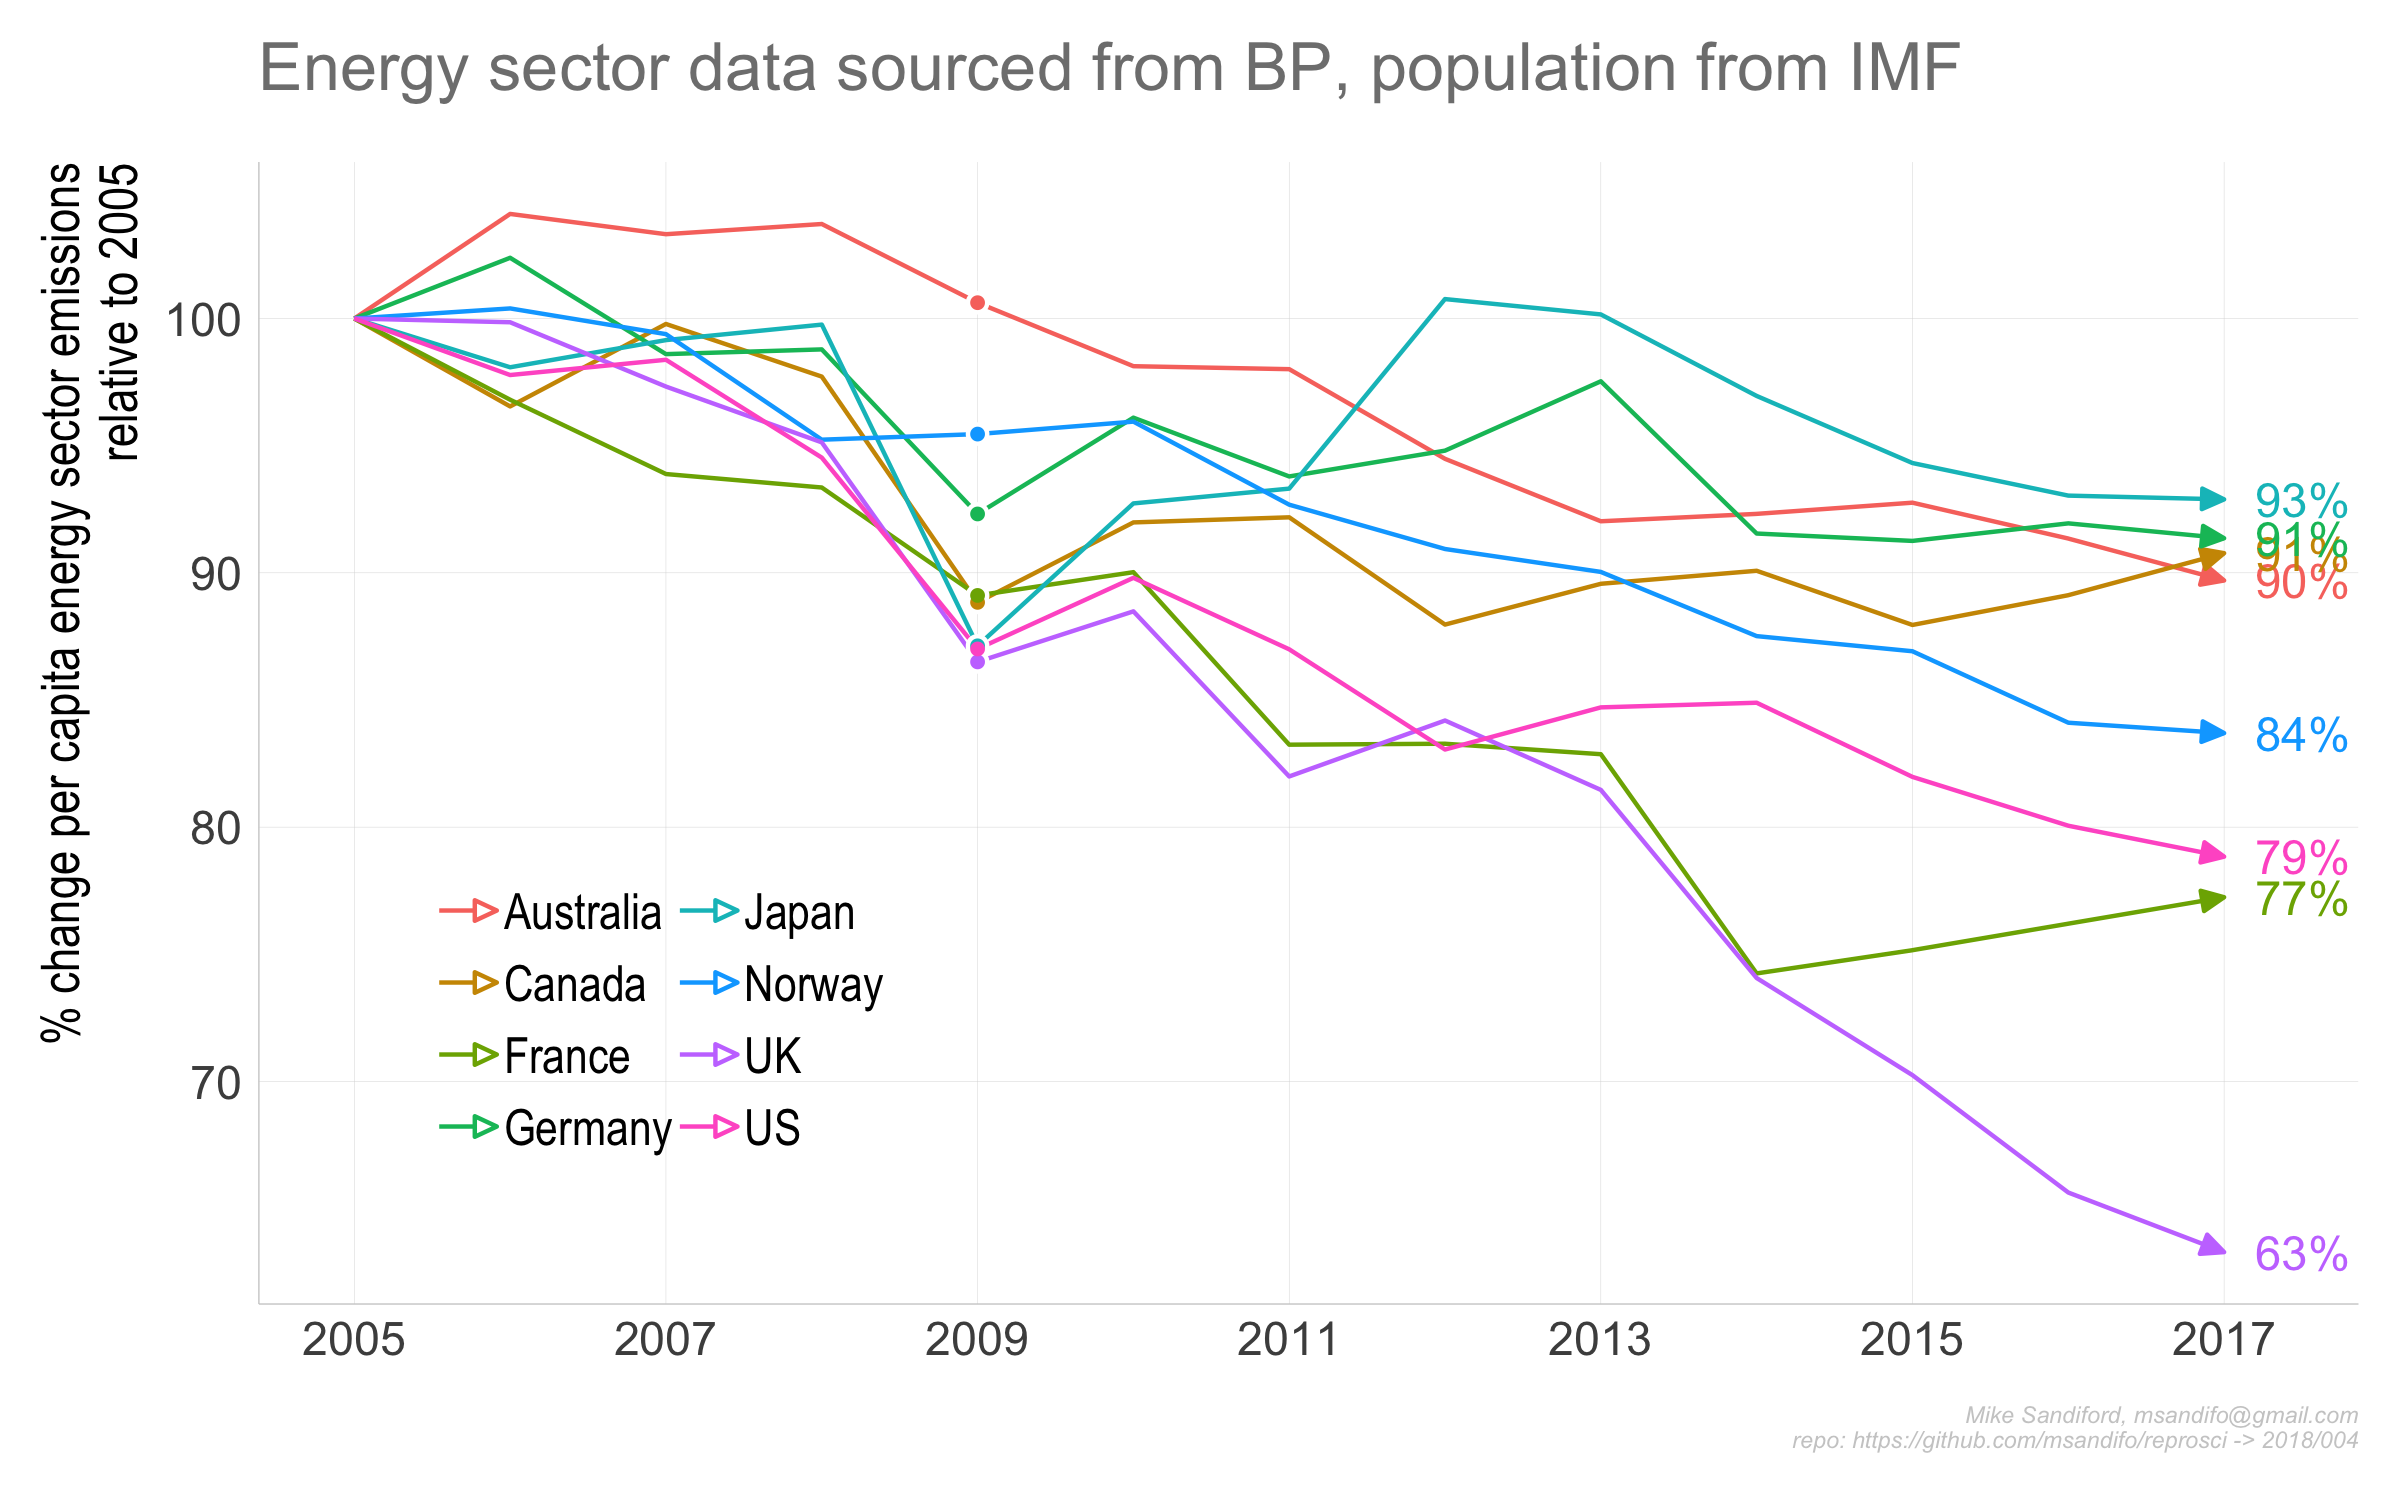 Energy sector data sourced from BP, population from IMF
% change per capita energy sector emissions
relative to 2005
100
90
80
70
93%
91%
91%
90%
84%
79%
77%
63%
Australia
Japan
Canada
Norway
France
UK
Germany
US
2005
2007
2009
2011
2013
2015
2017
Mike Sandiford, msandifo@gmail.com
repo: https://github.com/msandifo/reprosci -> 2018/004